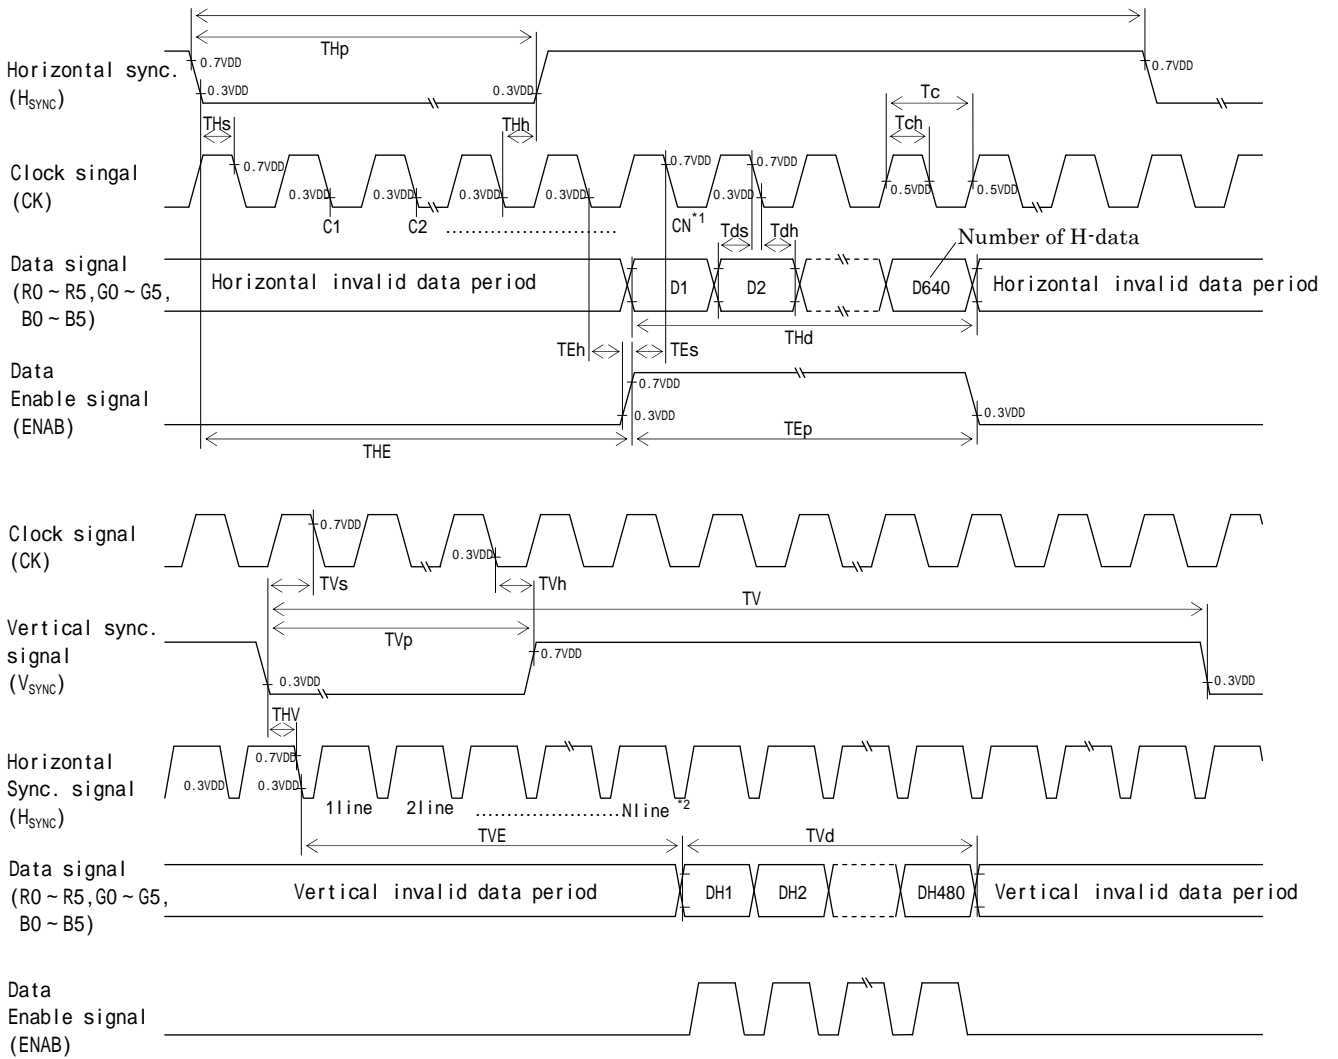 THp
Horizontal sync.
(HSYNC)
0.7VDD
0.3VDD
0.3VDD
0.7VDD
Tc
Tch
THs
THh
Clock singal
(CK)
0.7VDD
0.3VDD
0.3VDD
0.3VDD
0.3VDD
0.7VDD
0.3VDD
0.7VDD
0.5VDD
0.5VDD
C1
C2
........................
CN*1
Tds
Tdh
Number of H-data
Data signal
(R0~R5,G0~G5,
B0~B5)
Horizontal invalid data period
D1
D2
D640
Horizontal invalid data period
THd
TEh
TEs
Data
Enable signal
(ENAB)
0.7VDD
0.3VDD
0.3VDD
THE
TEp
Clock signal
(CK)
0.7VDD
0.3VDD
TVs
TVh
TV
Vertical sync.
signal
(VSYNC)
TVp
0.7VDD
0.3VDD
0.3VDD
THV
Horizontal
Sync. signal
(HSYNC)
0.7VDD
0.3VDD
0.3VDD
1line
2line
........................
Nline *2
TVE
TVd
Data signal
(R0~R5,G0~G5,
B0~B5)
Vertical invalid data period
DH1
DH2
DH480
Vertical invalid data period
Data
Enable signal
(ENAB)